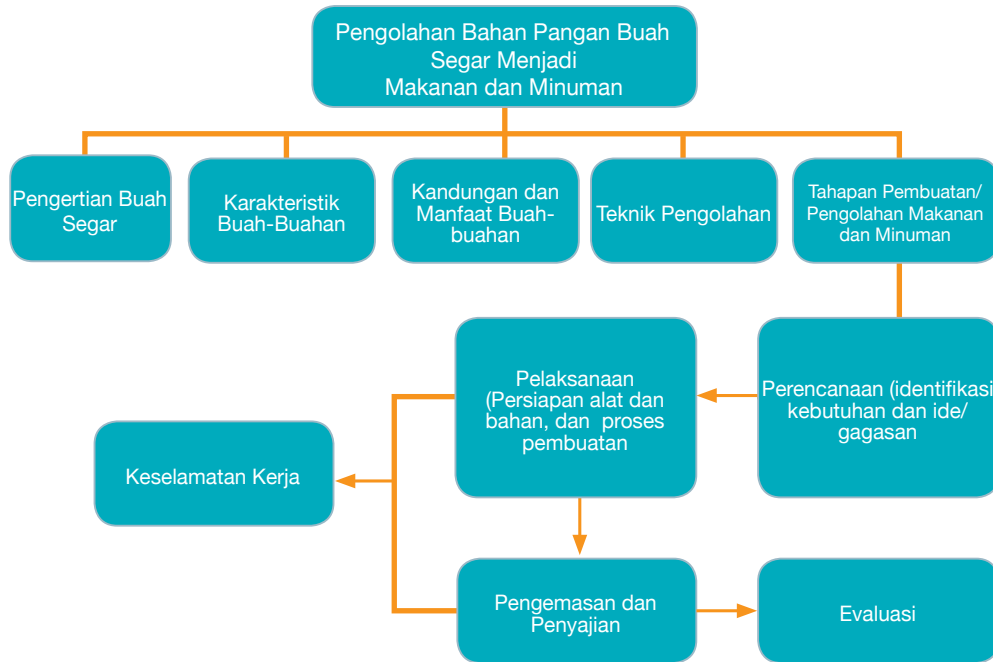 Pengolahan Bahan Pangan Buah
Segar Menjadi
Makanan dan Minuman
Pengertian Buah
Segar
Karakteristik
Buah-Buahan
Kandungan dan
Manfaat Buah-
buahan
Teknik Pengolahan
Tahapan Pembuatan/
Pengolahan Makanan
dan Minuman
Perencanaan (identifikasi
kebutuhan dan ide/
gagasan
Pelaksanaan
(Persiapan alat dan
bahan, dan proses
pembuatan
Keselamatan Kerja
Pengemasan dan
Penyajian
Evaluasi